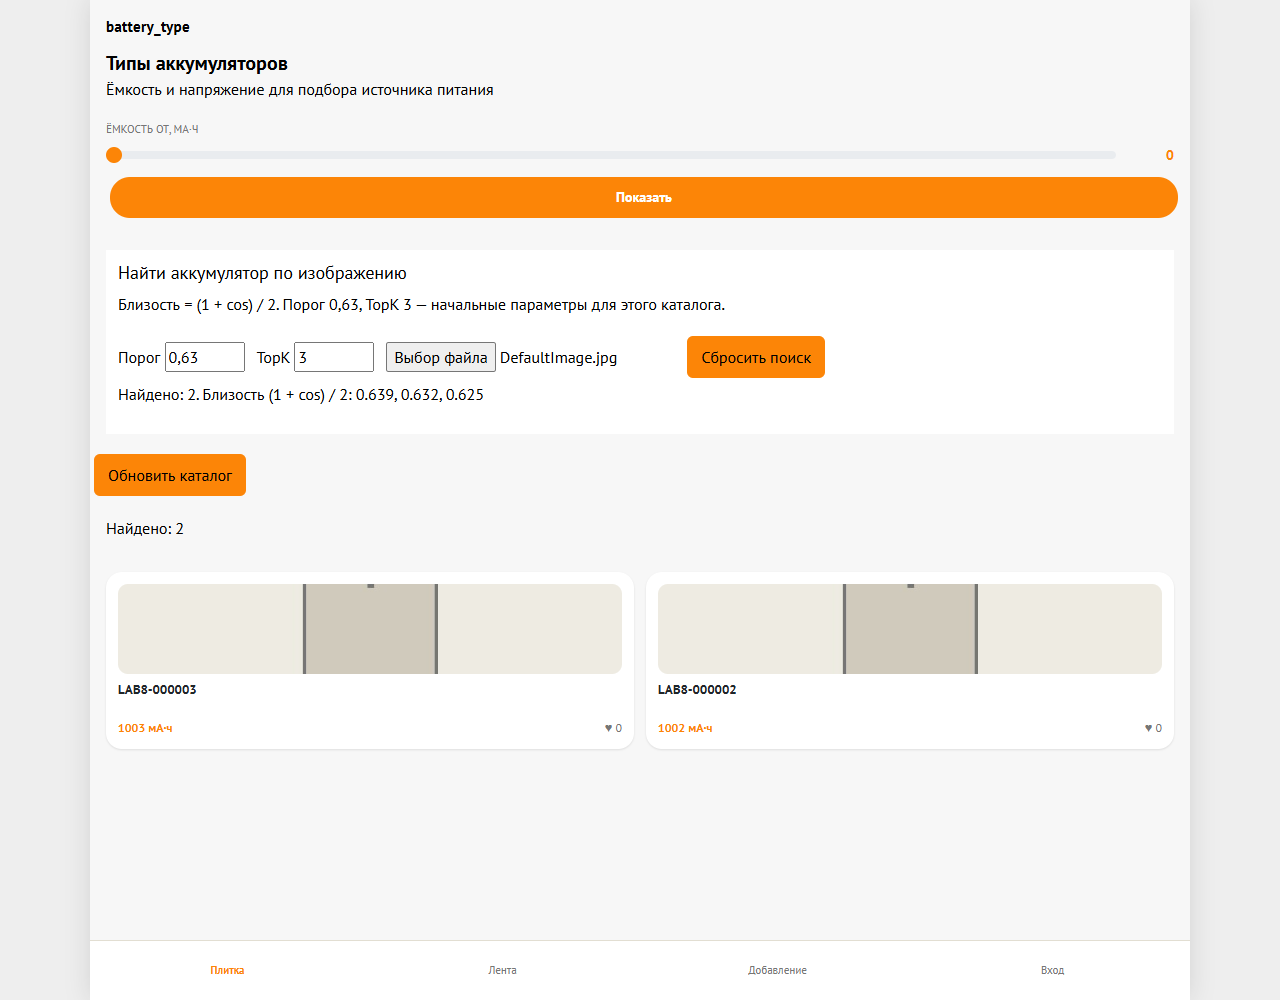 battery_type
Типы аккумуляторов
Ёмкость и напряжение для подбора источника питания
ЁМКОСТЬ ОТ, МА·Ч
0
Показать
Найти аккумулятор по изображению
Близость = (1 + cos) / 2. Порог 0,63, TopK 3 — начальные параметры для этого каталога.
Порог 0,63 TopK 3 Выбор файла DefaultImage.jpg Сбросить поиск
Найдено: 2. Близость (1 + cos) / 2: 0.639, 0.632, 0.625
Обновить каталог
Найдено: 2
LAB8-000003
1003 мА·ч ♥ 0
LAB8-000002
1002 мА·ч ♥ 0
Плитка Лента Добавление Вход